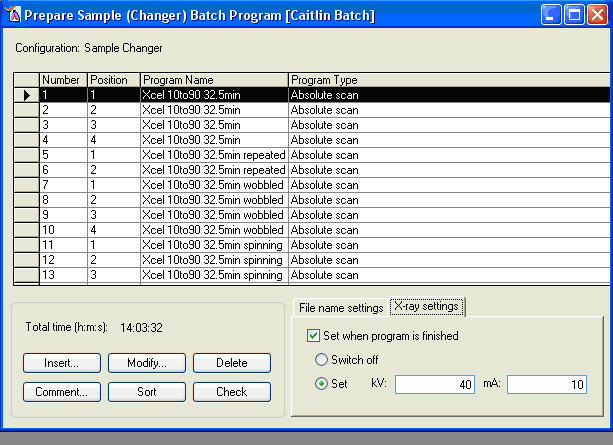 Prepare Sample (Changer) Batch Program [Caitlin Batch]
Configuration: Sample Changer
Number Position Program Name Program Type
1 1 Xcel 10to90 32.5min Absolute scan
2 2 Xcel 10to90 32.5min Absolute scan
3 3 Xcel 10to90 32.5min Absolute scan
4 4 Xcel 10to90 32.5min Absolute scan
5 1 Xcel 10to90 32.5min repeated Absolute scan
6 2 Xcel 10to90 32.5min repeated Absolute scan
7 1 Xcel 10to90 32.5min wobbled Absolute scan
8 2 Xcel 10to90 32.5min wobbled Absolute scan
9 3 Xcel 10to90 32.5min wobbled Absolute scan
10 4 Xcel 10to90 32.5min wobbled Absolute scan
11 1 Xcel 10to90 32.5min spinning Absolute scan
12 2 Xcel 10to90 32.5min spinning Absolute scan
13 3 Xcel 10to90 32.5min spinning Absolute scan
File name settings X-ray settings
Total time (h:m:s): 14:03:32
Set when program is finished
Insert... Modify... Delete
Switch off
Comment... Sort Check
Set kV: 40 mA: 10